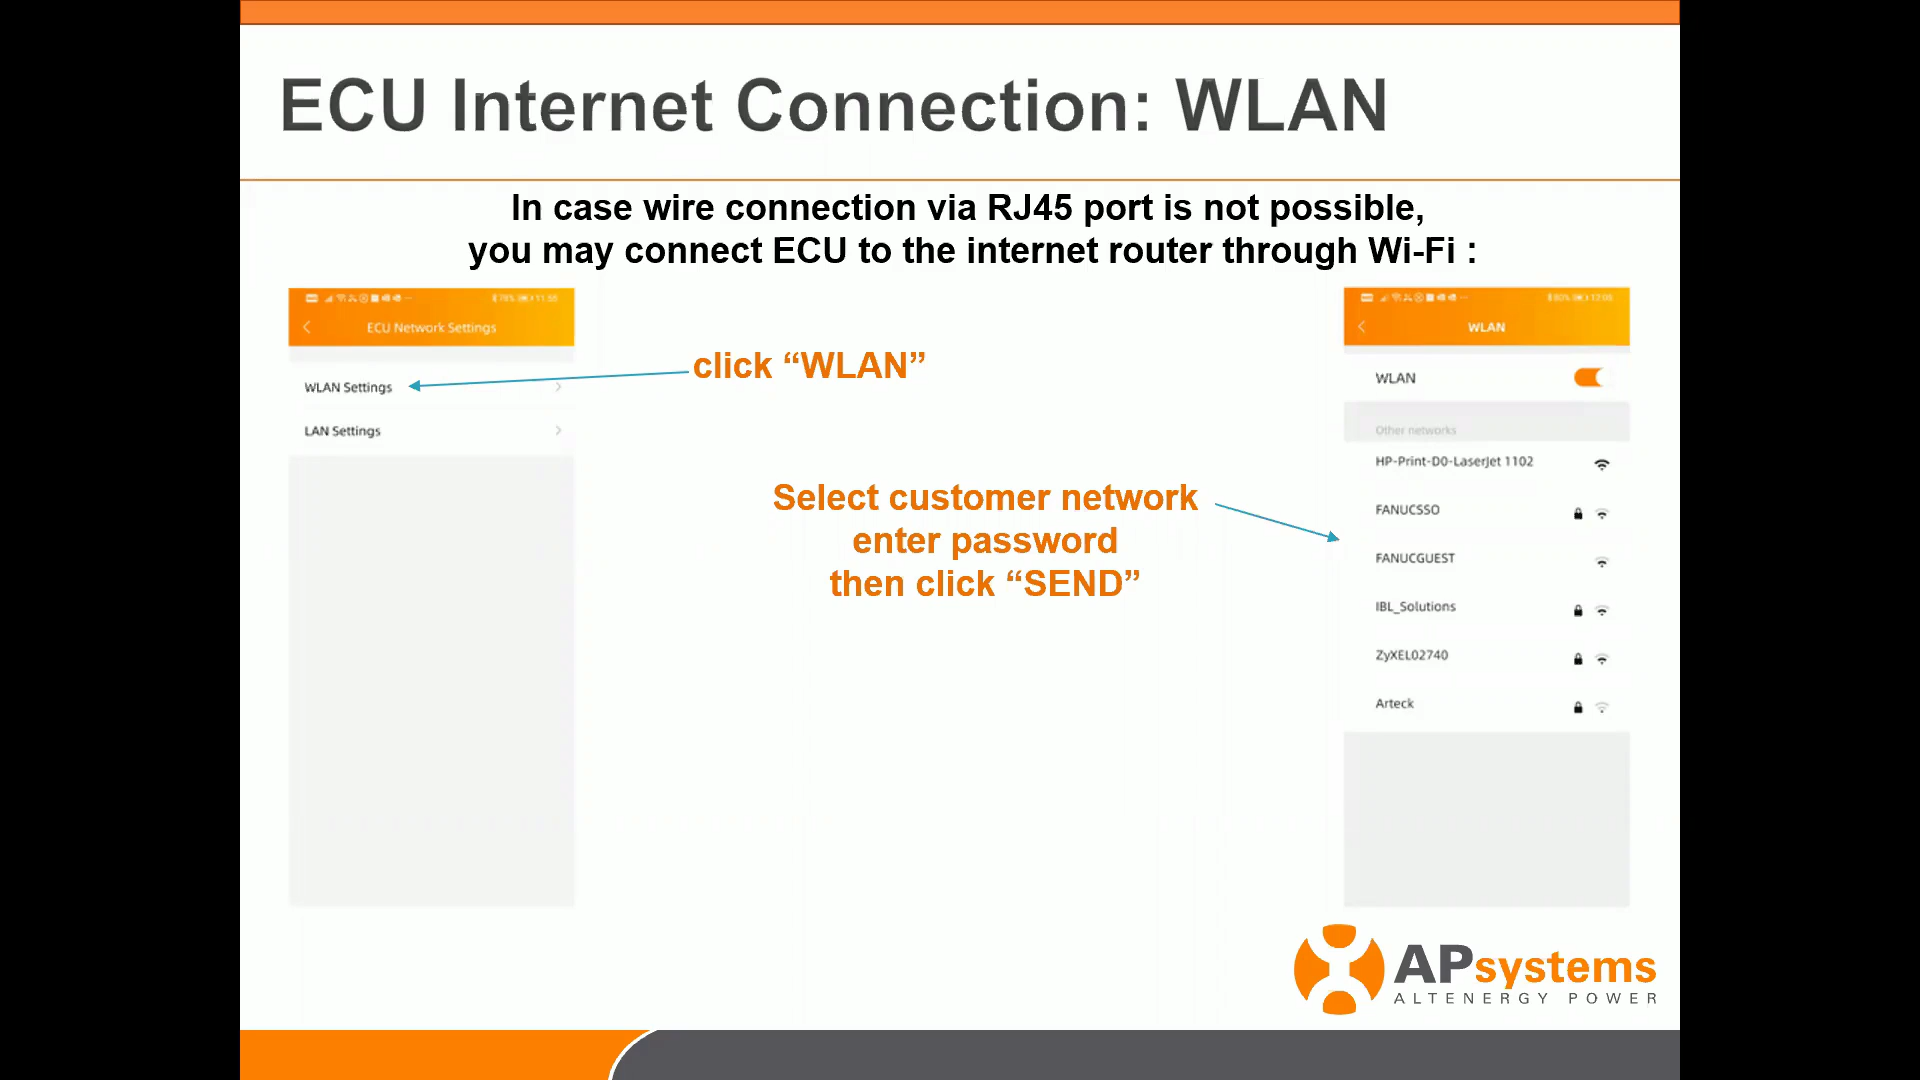 ECU Internet Connection: WLAN
In case wire connection via RJ45 port is not possible,
you may connect ECU to the internet router through Wi-Fi :
ECU Network Settings
WLAN Settings
LAN Settings
click “WLAN”
Select customer network
enter password
then click “SEND”
WLAN
WLAN
Other networks
HP-Print-D0-LaserJet 1102
FANUCSSO
FANUCGUEST
IBL_Solutions
ZyXEL02740
Arteck
APsystems
ALTENERGY POWER